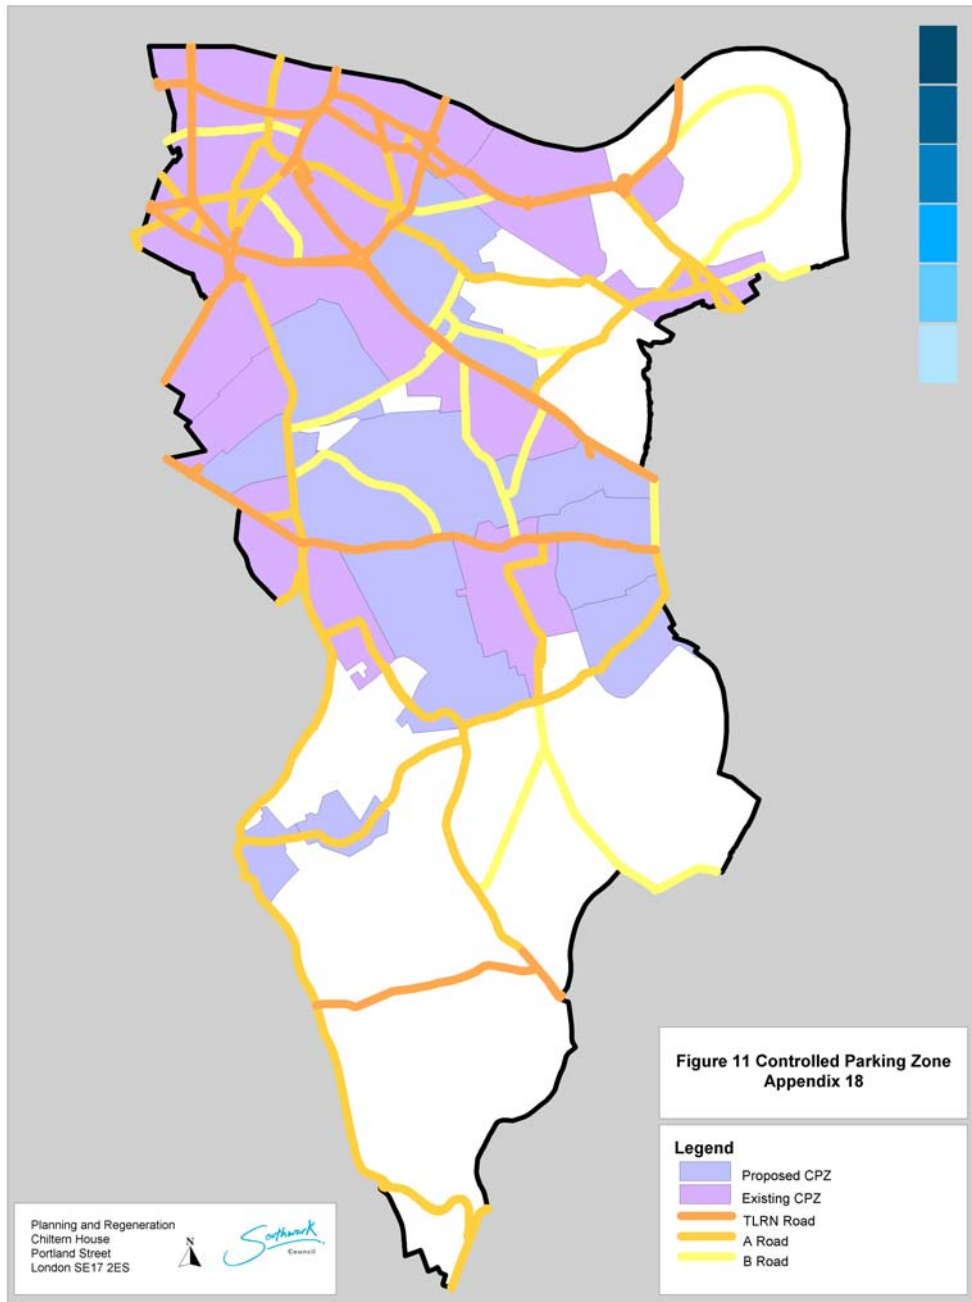 Figure 11 Controlled Parking Zone
Appendix 18
Legend
Proposed CPZ
Existing CPZ
TLRN Road
A Road
B Road
Planning and Regeneration
Chiltern House
Portland Street
London SE17 2ES
N
Southwark
Council